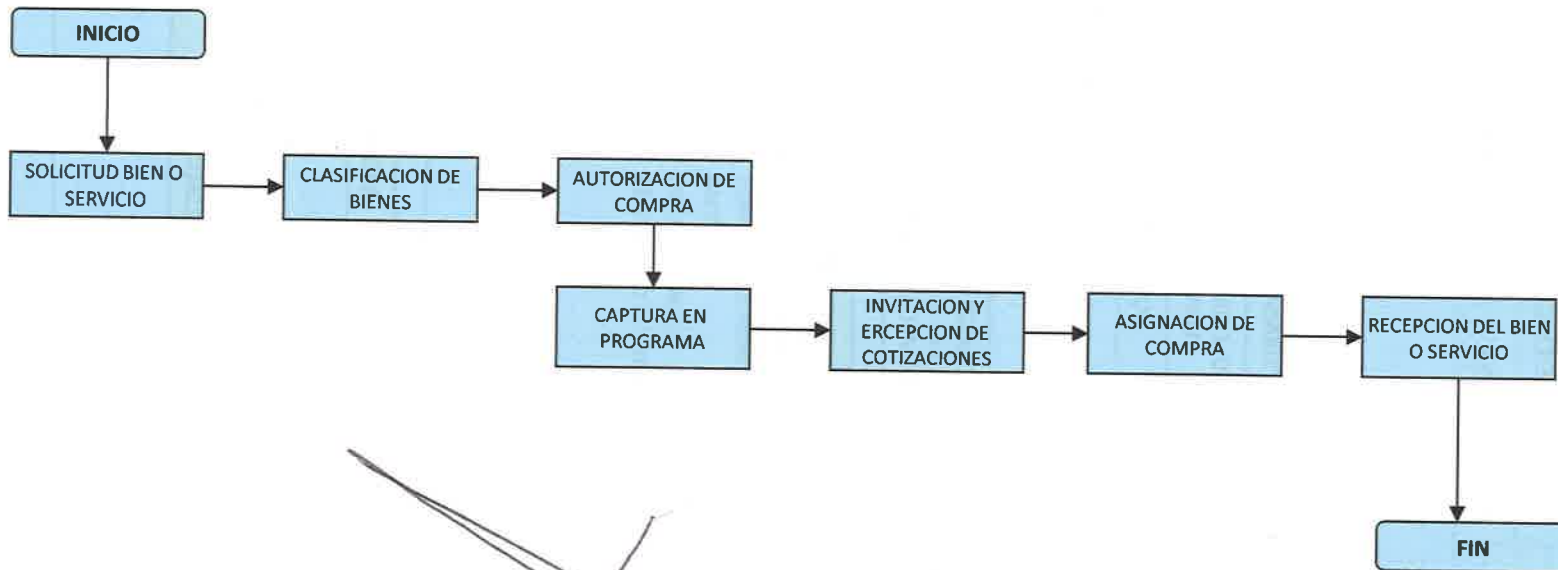 INICIO
SOLICITUD BIEN O
SERVICIO
CLASIFICACION DE
BIENES
AUTORIZACION DE
COMPRA
CAPTURA EN
PROGRAMA
INVITACION Y
ERCEPCION DE
COTIZACIONES
ASIGNACION DE
COMPRA
RECEPCION DEL BIEN
O SERVICIO
FIN